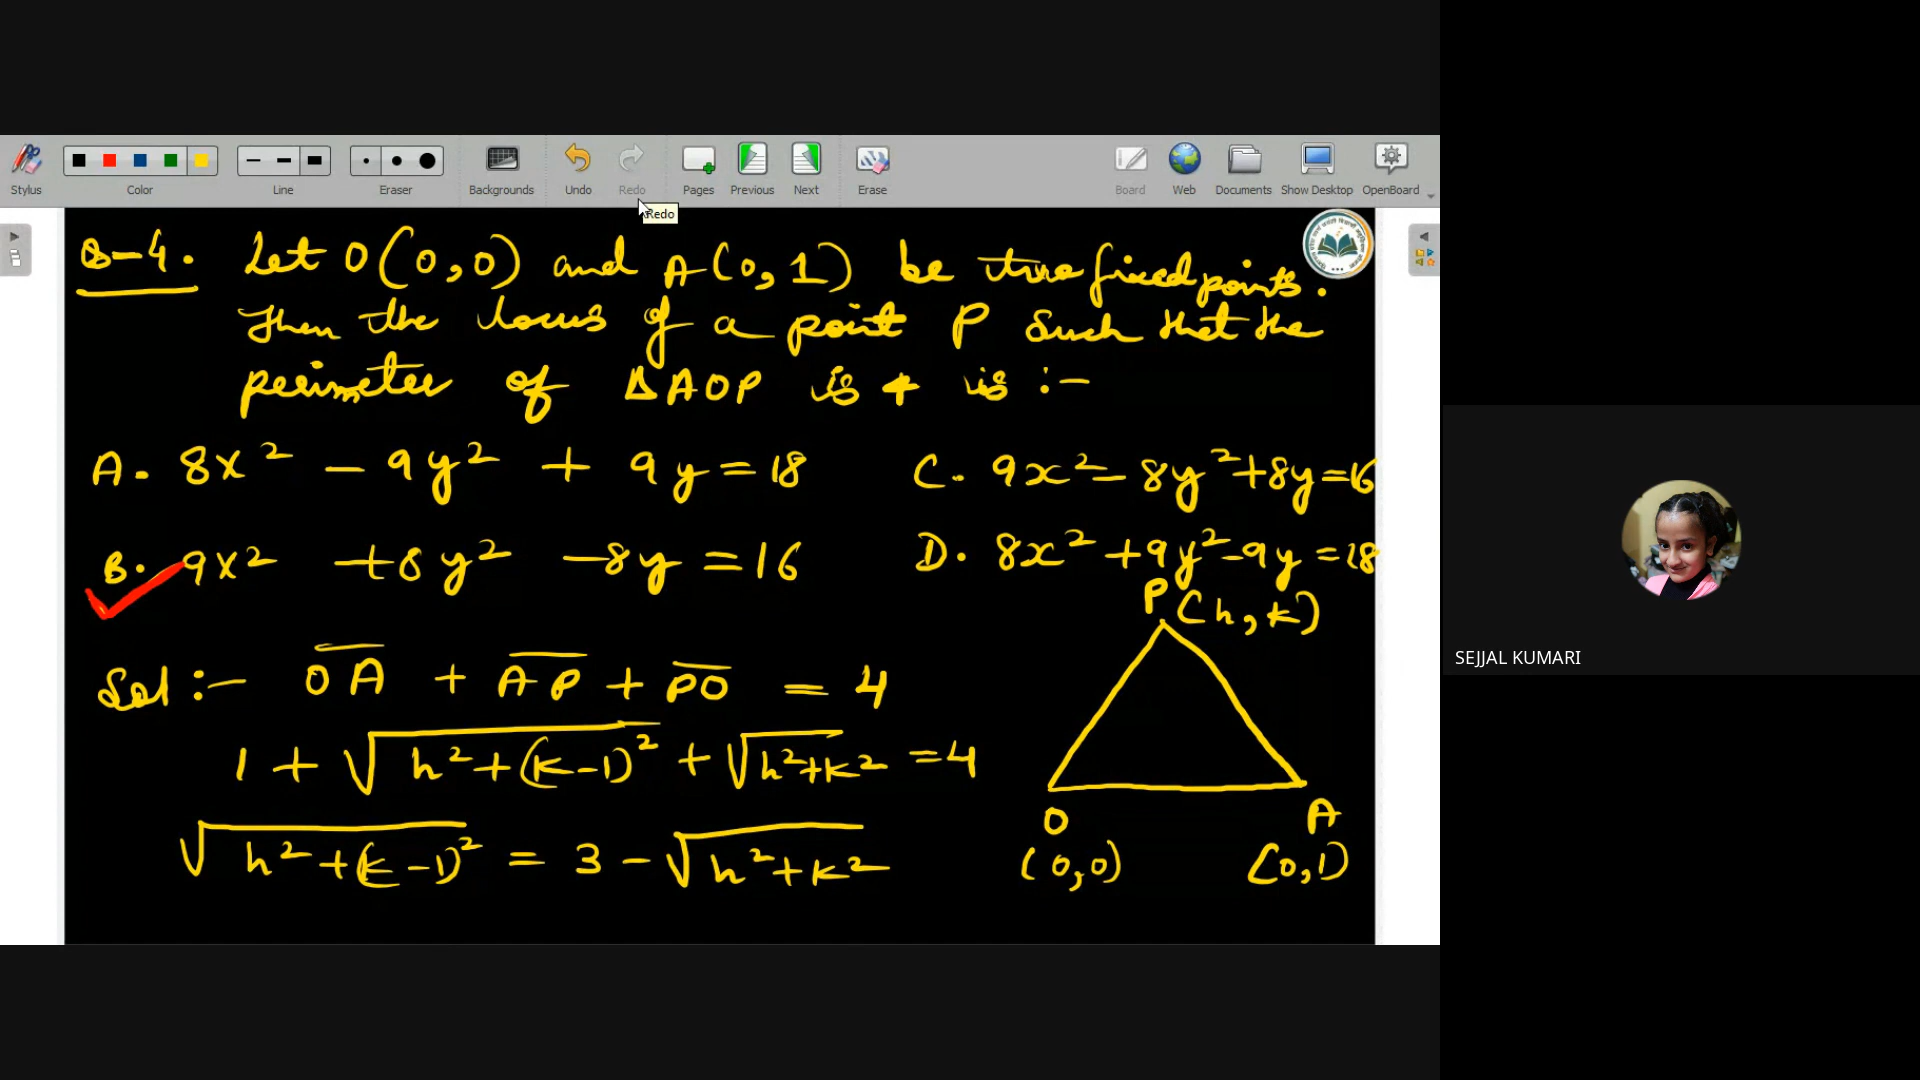 Stylus Color Line Eraser Backgrounds Undo Redo Pages Previous Next Erase Board Web Documents Show Desktop OpenBoard
Redo
Q-4. Let O(0,0) and A(0,1) be two fixed points.
Then the locus of a point P such that the
perimeter of ΔAOP is 4 is :-
A. 8x² - 9y² + 9y = 18
C. 9x² - 8y² + 8y = 16
B. 9x² + 8y² - 8y = 16
D. 8x² + 9y² - 9y = 18
P (h, k)
Sol :- OA + AP + PO = 4
1 + √h² + (k-1)² + √h² + k² = 4
√h² + (k-1)² = 3 - √h² + k²
O
(0,0)
A
(0,1)
SEJJAL KUMARI